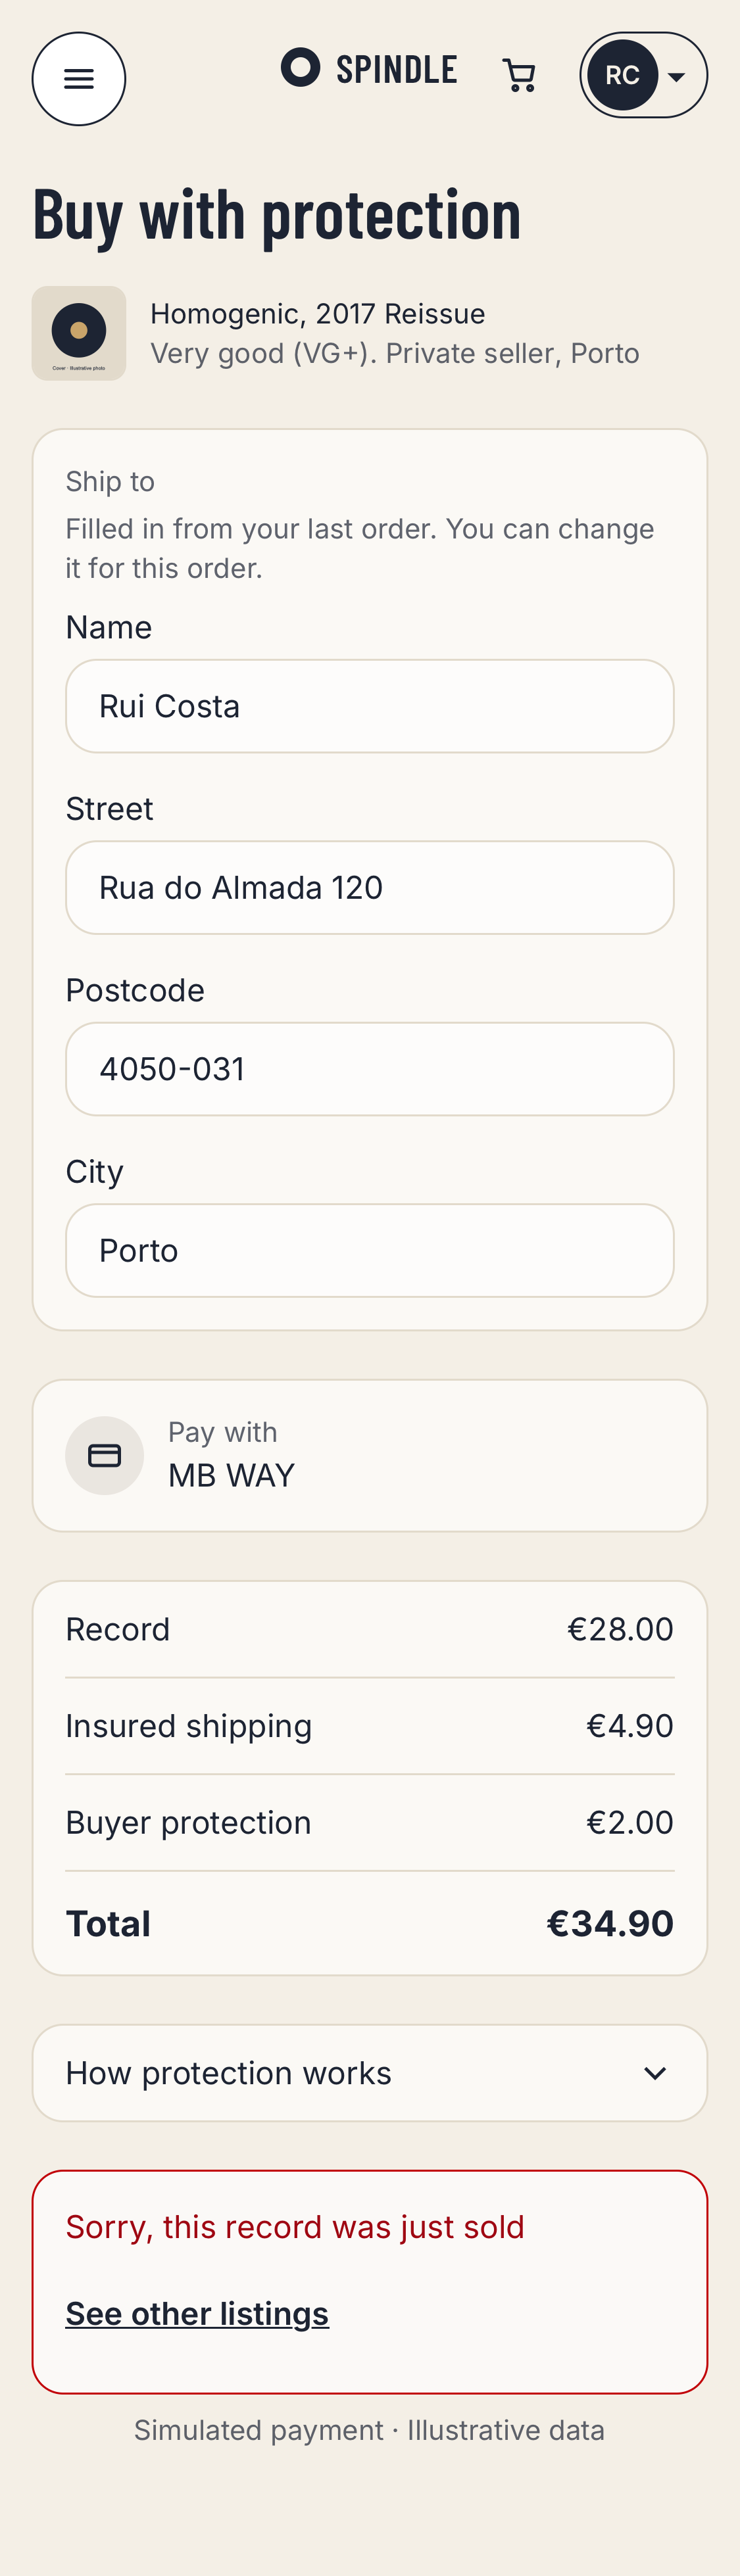 SPINDLE
RC
Buy with protection
Homogenic, 2017 Reissue
Very good (VG+). Private seller, Porto
Cover · Illustrative photo
Ship to
Filled in from your last order. You can change
it for this order.
Name
Rui Costa
Street
Rua do Almada 120
Postcode
4050-031
City
Porto
Pay with
MB WAY
Record €28.00
Insured shipping €4.90
Buyer protection €2.00
Total €34.90
How protection works
Sorry, this record was just sold
See other listings
Simulated payment · Illustrative data